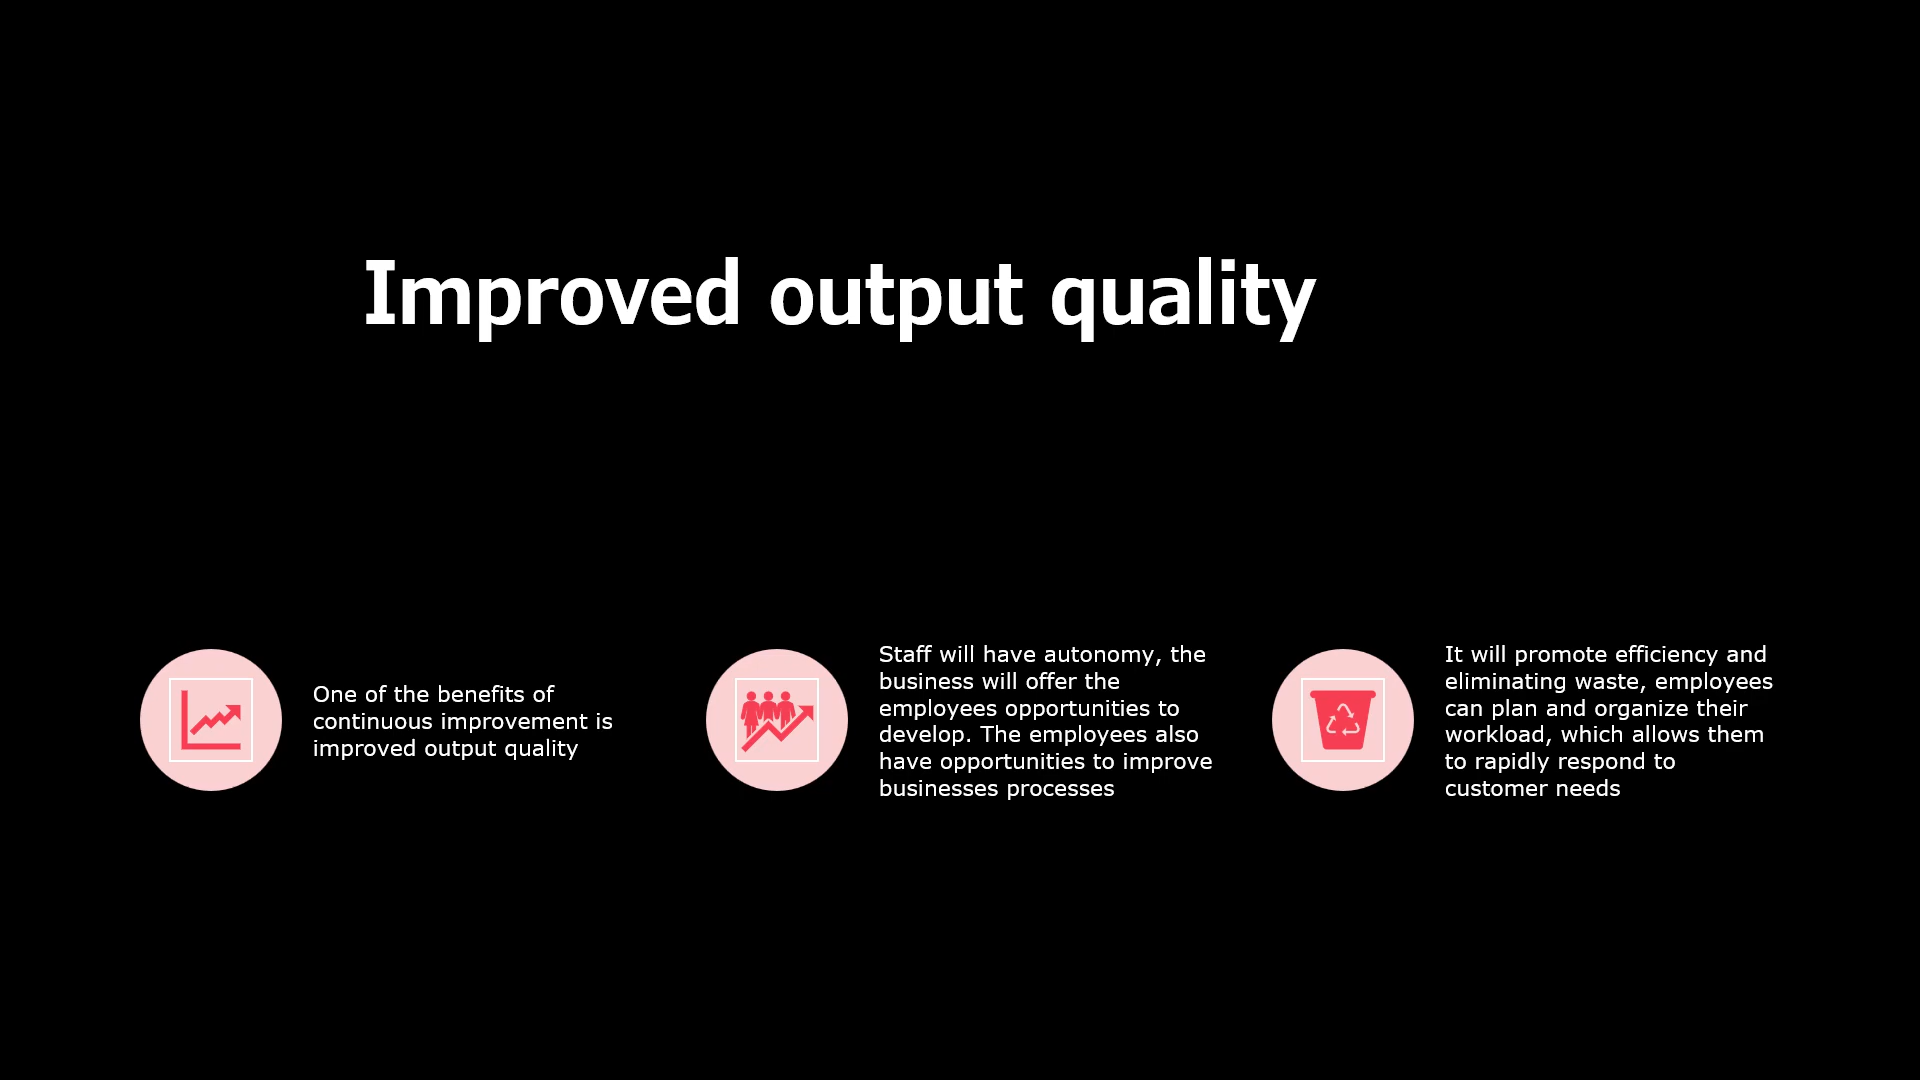 Improved output quality
One of the benefits of
continuous improvement is
improved output quality
Staff will have autonomy, the
business will offer the
employees opportunities to
develop. The employees also
have opportunities to improve
businesses processes
It will promote efficiency and
eliminating waste, employees
can plan and organize their
workload, which allows them
to rapidly respond to
customer needs